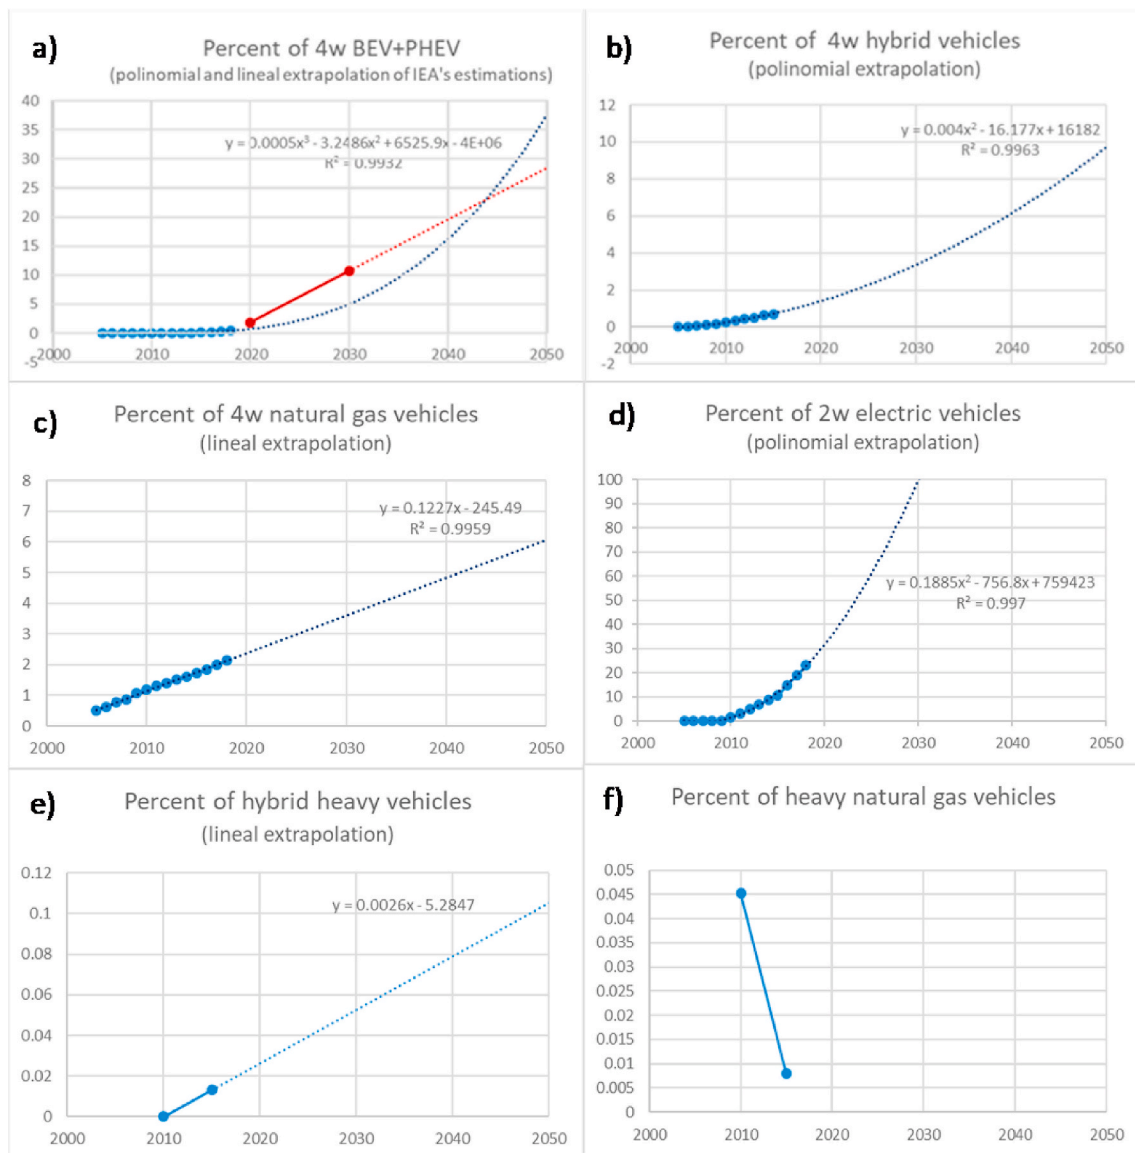 a)
Percent of 4w BEV+PHEV
(polinomial and lineal extrapolation of IEA's estimations)
40
35
30
25
20
15
10
5
0
-5
y = 0.0005x³ - 3.2486x² + 6525.9x - 4E+06
R² = 0.9932
2000 2010 2020 2030 2040 2050
b)
Percent of 4w hybrid vehicles
(polinomial extrapolation)
12
10
8
6
4
2
0
-2
y = 0.004x² - 16.177x + 16182
R² = 0.9963
2000 2010 2020 2030 2040 2050
c)
Percent of 4w natural gas vehicles
(lineal extrapolation)
8
7
6
5
4
3
2
1
0
y = 0.1227x - 245.49
R² = 0.9959
2000 2010 2020 2030 2040 2050
d)
Percent of 2w electric vehicles
(polinomial extrapolation)
100
90
80
70
60
50
40
30
20
10
0
y = 0.1885x² - 756.8x + 759423
R² = 0.997
2000 2010 2020 2030 2040 2050
e)
Percent of hybrid heavy vehicles
(lineal extrapolation)
0.12
0.1
0.08
0.06
0.04
0.02
0
y = 0.0026x - 5.2847
2000 2010 2020 2030 2040 2050
f)
Percent of heavy natural gas vehicles
0.05
0.045
0.04
0.035
0.03
0.025
0.02
0.015
0.01
0.005
0
2000 2010 2020 2030 2040 2050